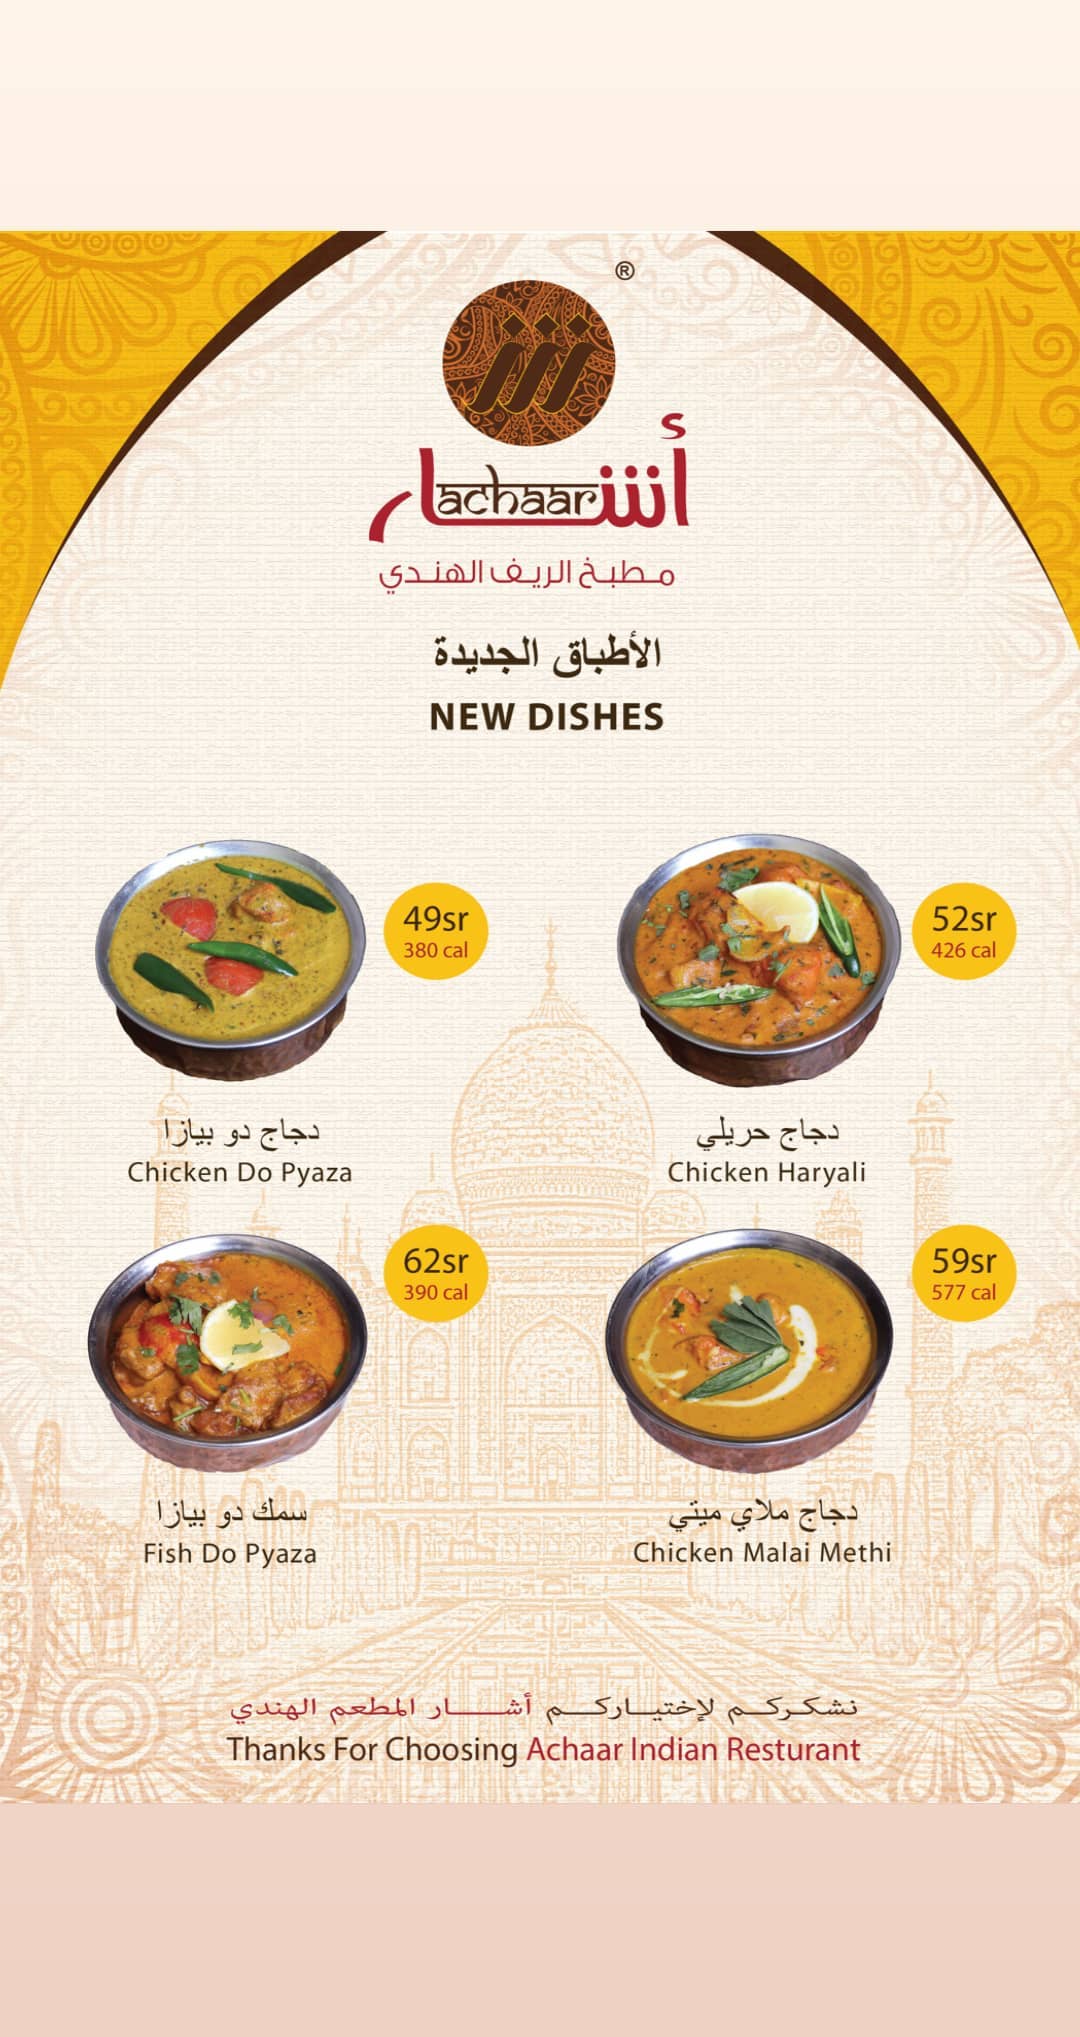 ®
أشار
achaar
مطبخ الريف الهندي
الأطباق الجديدة
NEW DISHES
49sr
380 cal
52sr
426 cal
دجاج دو بيازا
Chicken Do Pyaza
دجاج حريلي
Chicken Haryali
62sr
390 cal
59sr
577 cal
سمك دو بيازا
Fish Do Pyaza
دجاج ملاي ميتي
Chicken Malai Methi
نشكركم لإختياركم أشار المطعم الهندي
Thanks For Choosing Achaar Indian Resturant